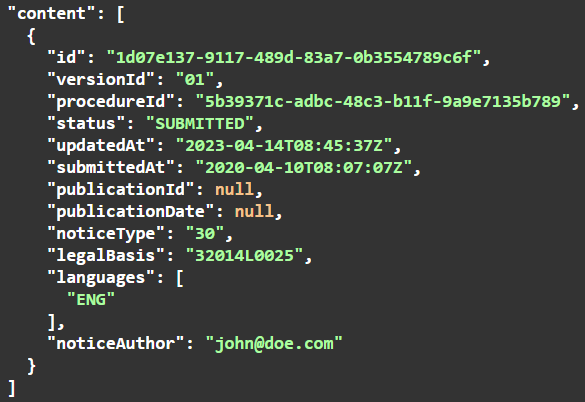 "content": [
  {
    "id": "1d07e137-9117-489d-83a7-0b3554789c6f",
    "versionId": "01",
    "procedureId": "5b39371c-adbc-48c3-b11f-9a9e7135b789",
    "status": "SUBMITTED",
    "updatedAt": "2023-04-14T08:45:37Z",
    "submittedAt": "2020-04-10T08:07:07Z",
    "publicationId": null,
    "publicationDate": null,
    "noticeType": "30",
    "legalBasis": "32014L0025",
    "languages": [
      "ENG"
    ],
    "noticeAuthor": "john@doe.com"
  }
]